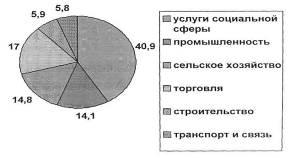 5,9
5,8
17
40,9
14,8
14,1
услуги социальной
сферы
промышленность
сельское хозяйство
торговля
строительство
транспорт и связь